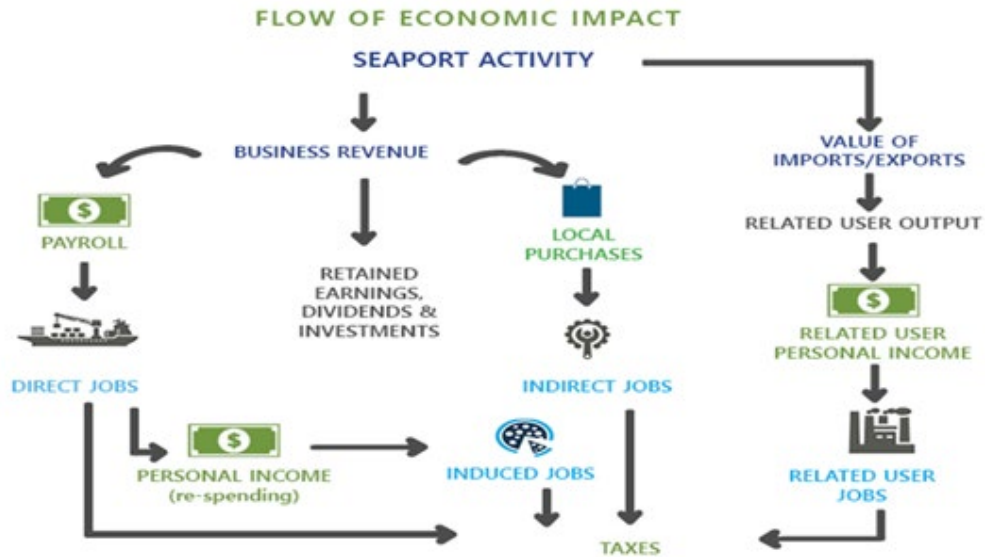 FLOW OF ECONOMIC IMPACT
SEAPORT ACTIVITY
BUSINESS REVENUE
VALUE OF
IMPORTS/EXPORTS
$
PAYROLL
LOCAL
PURCHASES
RELATED USER OUTPUT
RETAINED
EARNINGS,
DIVIDENDS &
INVESTMENTS
$
RELATED USER
PERSONAL INCOME
DIRECT JOBS
INDIRECT JOBS
$
PERSONAL INCOME
(re-spending)
INDUCED JOBS
RELATED USER
JOBS
TAXES